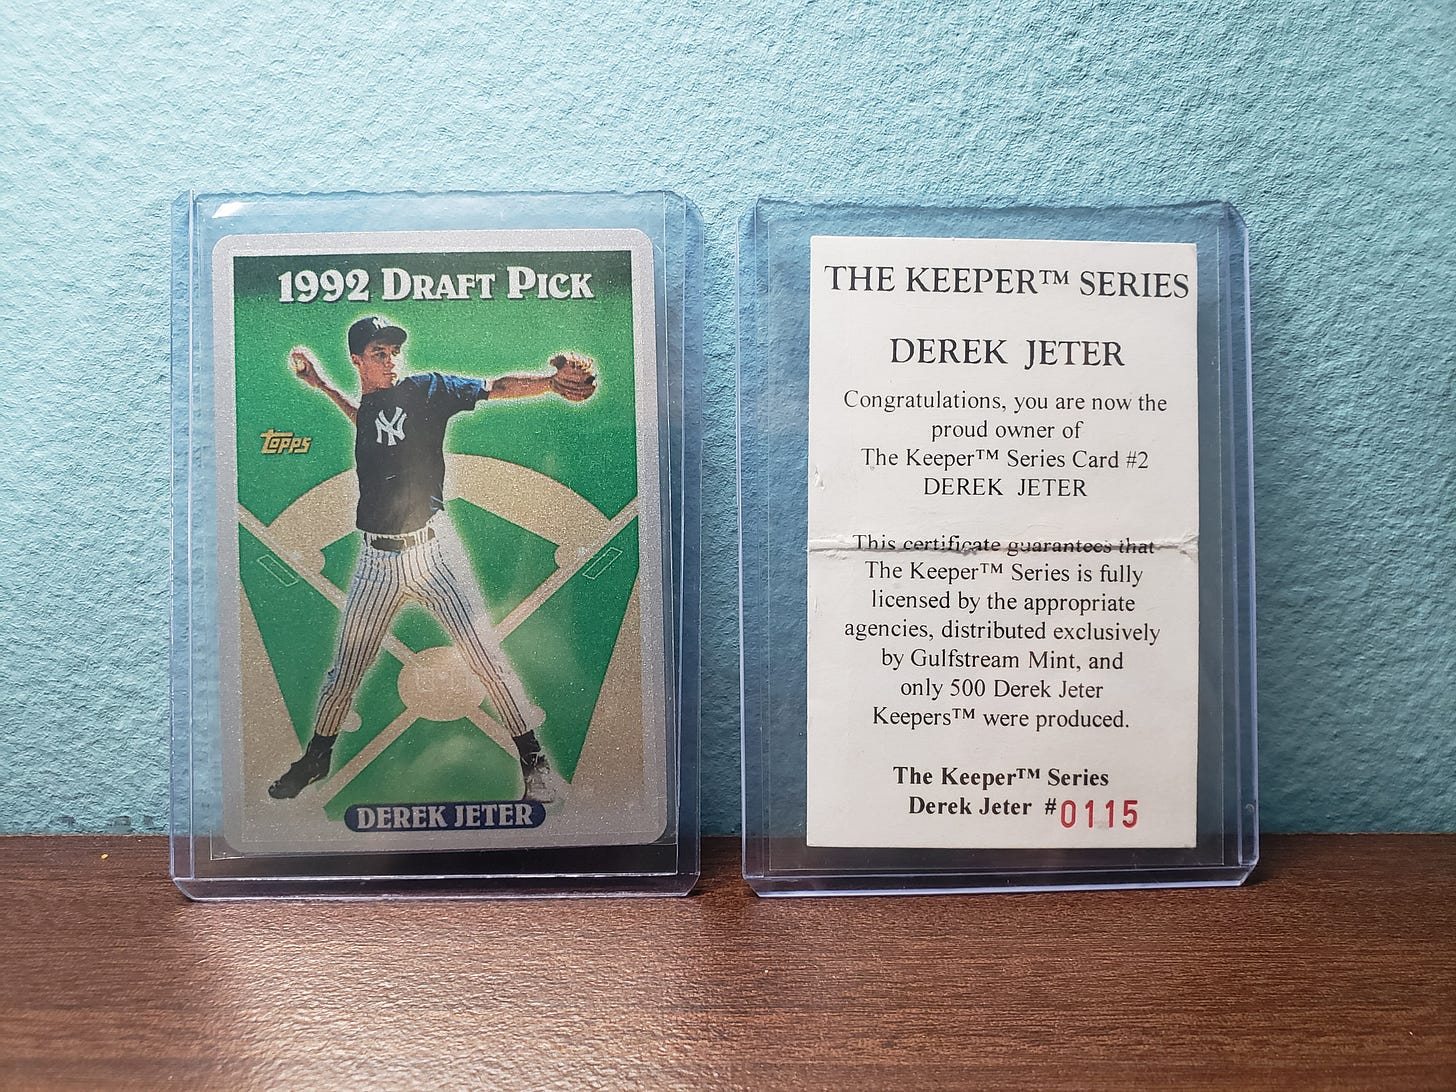 1992 DRAFT PICK
NY
TOPPS
DEREK JETER
THE KEEPER™ SERIES
DEREK JETER
Congratulations, you are now the
proud owner of
The Keeper™ Series Card #2
DEREK JETER
This certificate guarantees that
The Keeper™ Series is fully
licensed by the appropriate
agencies, distributed exclusively
by Gulfstream Mint, and
only 500 Derek Jeter
Keepers™ were produced.
The Keeper™ Series
Derek Jeter #0115